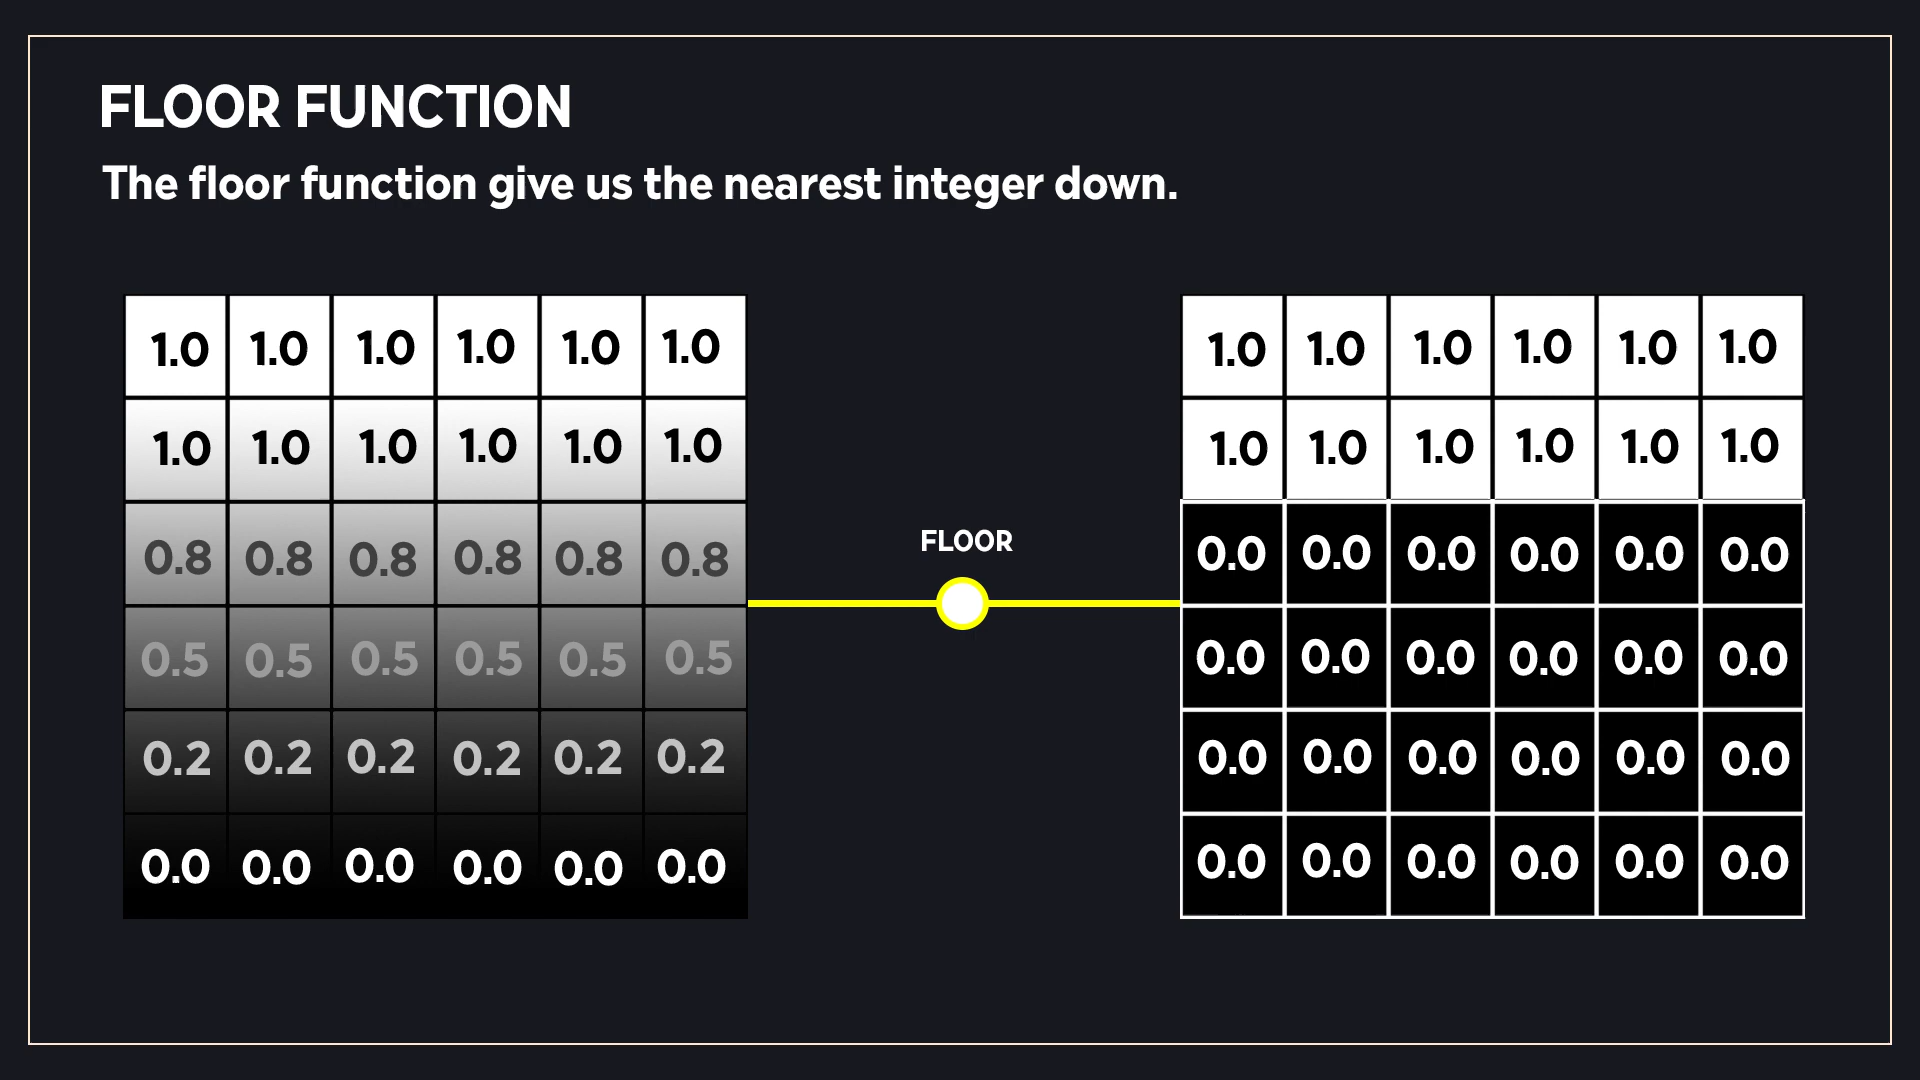 FLOOR FUNCTION
The floor function give us the nearest integer down.
1.0 1.0 1.0 1.0 1.0 1.0
1.0 1.0 1.0 1.0 1.0 1.0
0.8 0.8 0.8 0.8 0.8 0.8
0.5 0.5 0.5 0.5 0.5 0.5
0.2 0.2 0.2 0.2 0.2 0.2
0.0 0.0 0.0 0.0 0.0 0.0
FLOOR
1.0 1.0 1.0 1.0 1.0 1.0
1.0 1.0 1.0 1.0 1.0 1.0
0.0 0.0 0.0 0.0 0.0 0.0
0.0 0.0 0.0 0.0 0.0 0.0
0.0 0.0 0.0 0.0 0.0 0.0
0.0 0.0 0.0 0.0 0.0 0.0